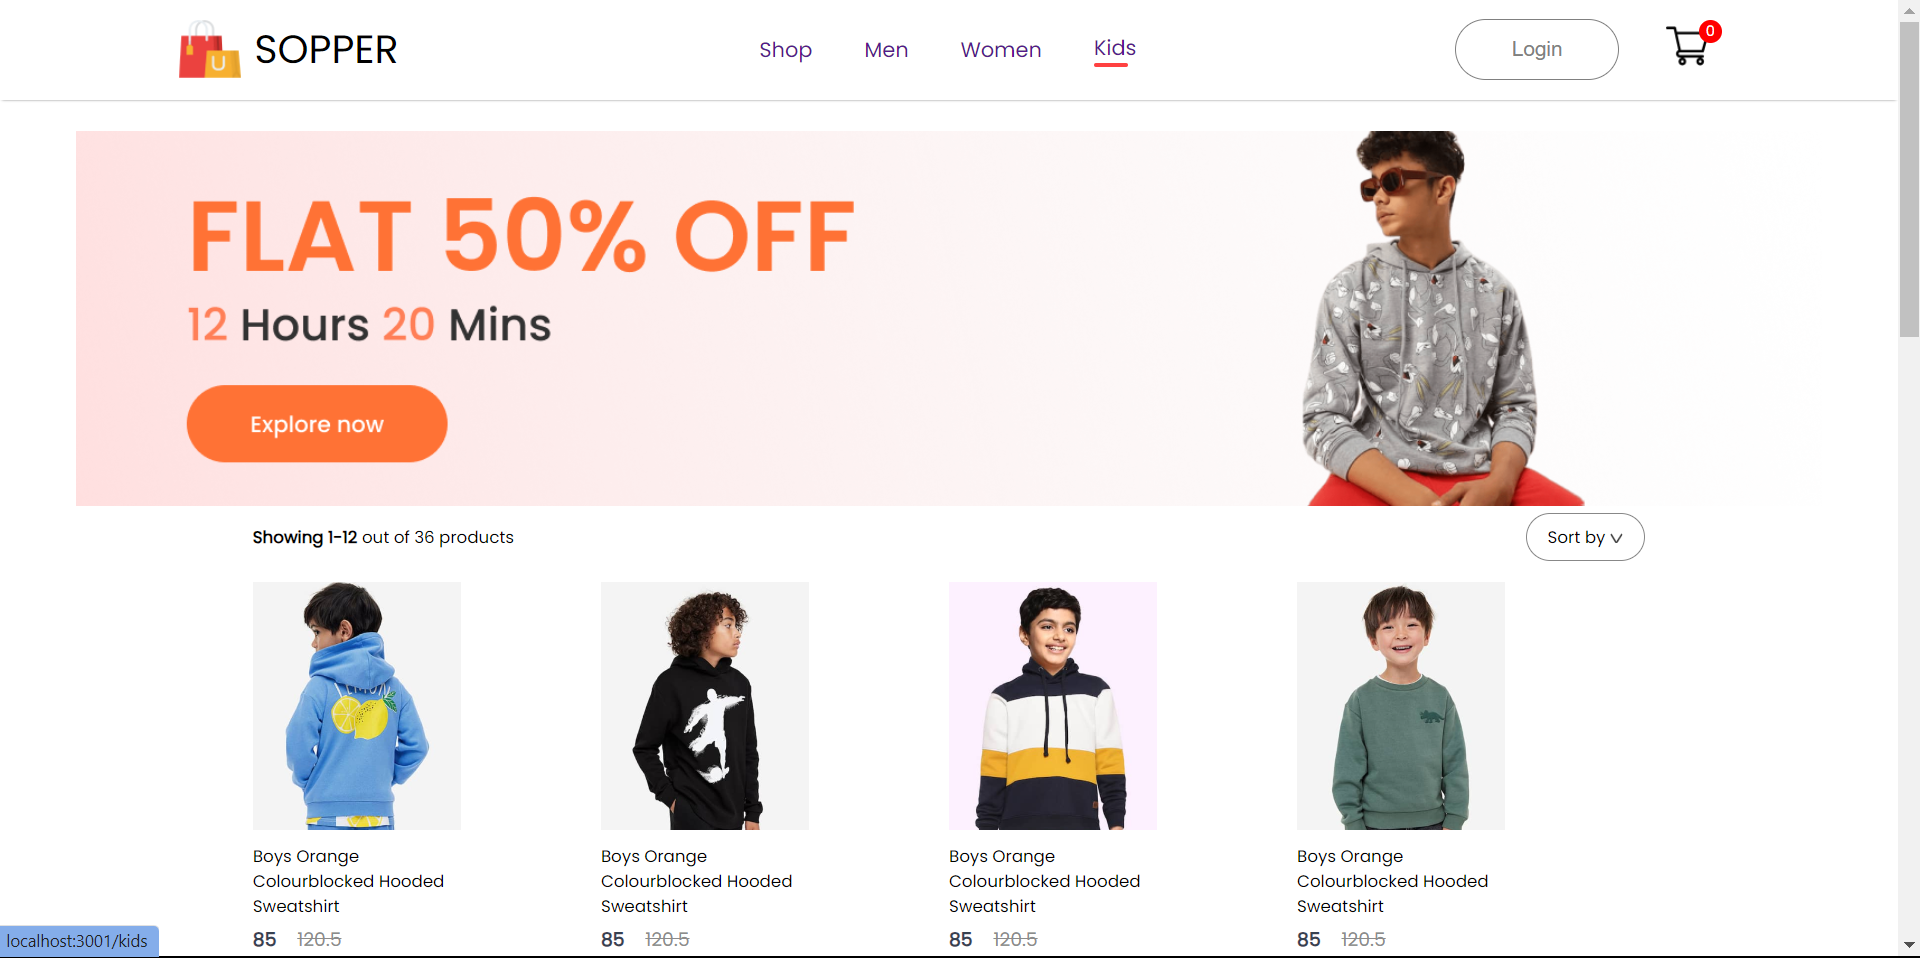 SOPPER
Shop Men Women Kids
Login
0
FLAT 50% OFF
12 Hours 20 Mins
Explore now
Showing 1-12 out of 36 products
Sort by
Boys Orange
Colourblocked Hooded
Sweatshirt
85 120.5
Boys Orange
Colourblocked Hooded
Sweatshirt
85 120.5
Boys Orange
Colourblocked Hooded
Sweatshirt
85 120.5
Boys Orange
Colourblocked Hooded
Sweatshirt
85 120.5
localhost:3001/kids